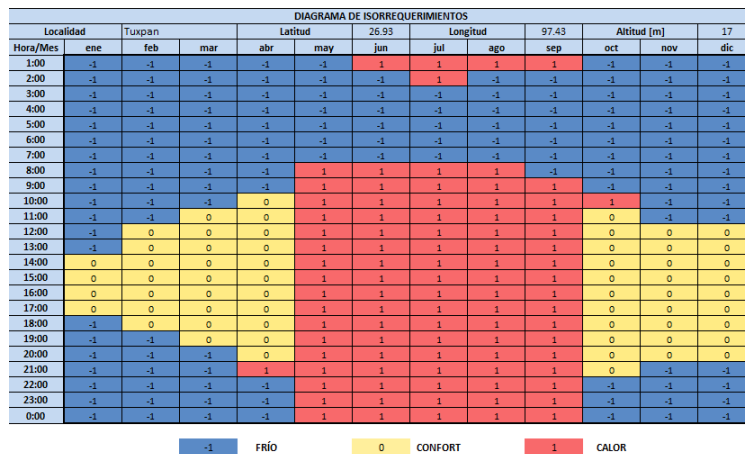 DIAGRAMA DE ISORREQUERIMIENTOS
Localidad Tuxpan Latitud 26.93 Longitud 97.43 Altitud [m] 17
Hora/Mes ene feb mar abr may jun jul ago sep oct nov dic
1:00 -1 -1 -1 -1 -1 1 1 1 1 -1 -1 -1
2:00 -1 -1 -1 -1 -1 -1 1 -1 -1 -1 -1 -1
3:00 -1 -1 -1 -1 -1 -1 -1 -1 -1 -1 -1 -1
4:00 -1 -1 -1 -1 -1 -1 -1 -1 -1 -1 -1 -1
5:00 -1 -1 -1 -1 -1 -1 -1 -1 -1 -1 -1 -1
6:00 -1 -1 -1 -1 -1 -1 -1 -1 -1 -1 -1 -1
7:00 -1 -1 -1 -1 -1 -1 -1 -1 -1 -1 -1 -1
8:00 -1 -1 -1 -1 1 1 1 1 -1 -1 -1 -1
9:00 -1 -1 -1 -1 1 1 1 1 1 -1 -1 -1
10:00 -1 -1 -1 0 1 1 1 1 1 1 -1 -1
11:00 -1 -1 0 0 1 1 1 1 1 0 -1 -1
12:00 -1 0 0 0 1 1 1 1 1 0 0 0
13:00 -1 0 0 0 1 1 1 1 1 0 0 0
14:00 0 0 0 0 1 1 1 1 1 0 0 0
15:00 0 0 0 0 1 1 1 1 1 0 0 0
16:00 0 0 0 0 1 1 1 1 1 0 0 0
17:00 0 0 0 0 1 1 1 1 1 0 0 0
18:00 -1 0 0 0 1 1 1 1 1 0 0 0
19:00 -1 -1 0 0 1 1 1 1 1 0 0 0
20:00 -1 -1 -1 0 1 1 1 1 1 0 0 0
21:00 -1 -1 -1 1 1 1 1 1 1 0 -1 -1
22:00 -1 -1 -1 -1 1 1 1 1 1 -1 -1 -1
23:00 -1 -1 -1 -1 1 1 1 1 1 -1 -1 -1
0:00 -1 -1 -1 -1 1 1 1 1 1 -1 -1 -1
-1 FRÍO 0 CONFORT 1 CALOR